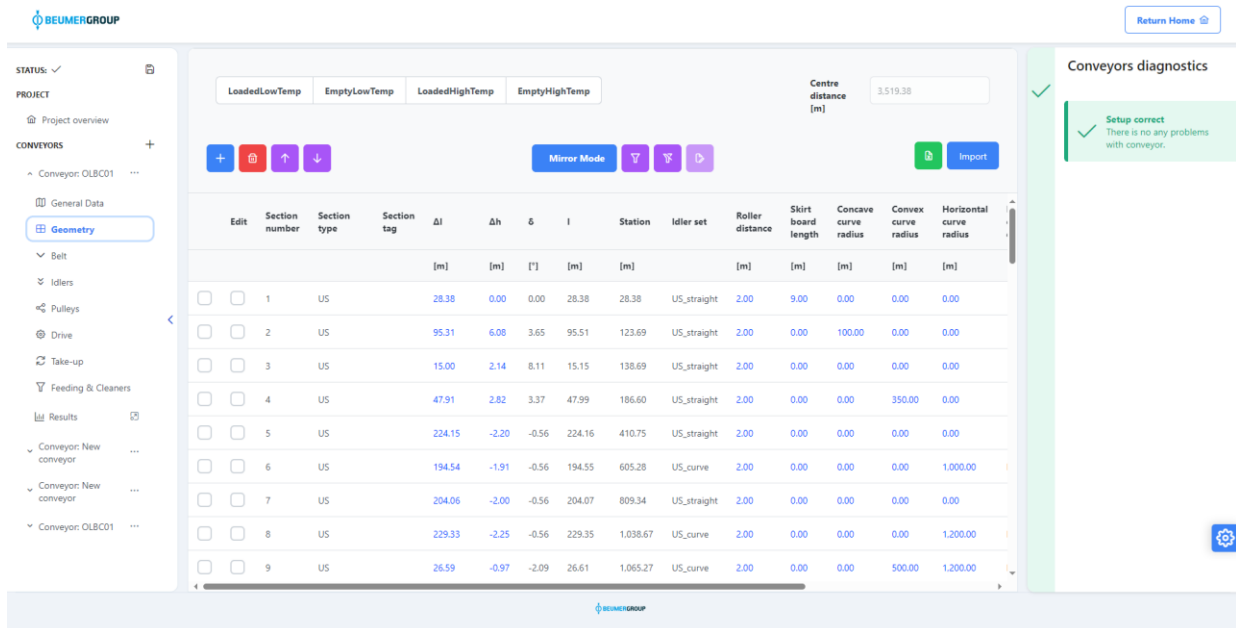 BEUMERGROUP
Return Home
STATUS:
PROJECT
Project overview
CONVEYORS
Conveyor: OLBC01
General Data
Geometry
Belt
Idlers
Pulleys
Drive
Take-up
Feeding & Cleaners
Results
Conveyor: New
conveyor
Conveyor: New
conveyor
Conveyor: OLBC01
LoadedLowTemp EmptyLowTemp LoadedHighTemp EmptyHighTemp
Centre
distance
[m]
3,519.38
Mirror Mode
Import
Edit Section number Section type Section tag Δl Δh δ l Station Idler set Roller distance Skirt board length Concave curve radius Convex curve radius Horizontal curve radius
[m] [m] [°] [m] [m] [m] [m] [m] [m] [m]
1 US 28.38 0.00 0.00 28.38 28.38 US_straight 2.00 9.00 0.00 0.00 0.00
2 US 95.31 6.08 3.65 95.51 123.69 US_straight 2.00 0.00 100.00 0.00 0.00
3 US 15.00 2.14 8.11 15.15 138.69 US_straight 2.00 0.00 0.00 0.00 0.00
4 US 47.91 2.82 3.37 47.99 186.60 US_straight 2.00 0.00 0.00 350.00 0.00
5 US 224.15 -2.20 -0.56 224.16 410.75 US_straight 2.00 0.00 0.00 0.00 0.00
6 US 194.54 -1.91 -0.56 194.55 605.28 US_curve 2.00 0.00 0.00 0.00 1,000.00
7 US 204.06 -2.00 -0.56 204.07 809.34 US_straight 2.00 0.00 0.00 0.00 0.00
8 US 229.33 -2.25 -0.56 229.35 1,038.67 US_curve 2.00 0.00 0.00 0.00 1,200.00
9 US 26.59 -0.97 -2.09 26.61 1,065.27 US_curve 2.00 0.00 0.00 500.00 1,200.00
Conveyors diagnostics
Setup correct
There is no any problems
with conveyor.
BEUMERGROUP